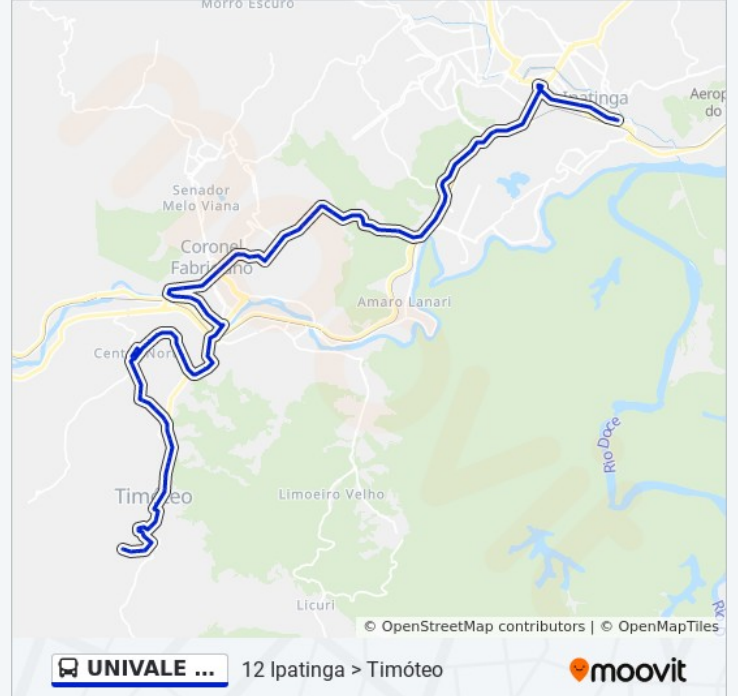 Morro Escuro
Ipatinga
Aerop
do
Senador
Melo Viana
Coronel
Fabriciano
Amaro Lanari
Centro Norte
Rio Doce
Timóteo
Limoeiro Velho
Licuri
© OpenStreetMap contributors | © OpenMapTiles
UNIVALE ...
12 Ipatinga > Timóteo
moovit